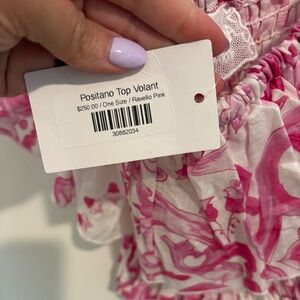 Positano Top Volant
$250.00 / One Size / Ravello Pink
30882034